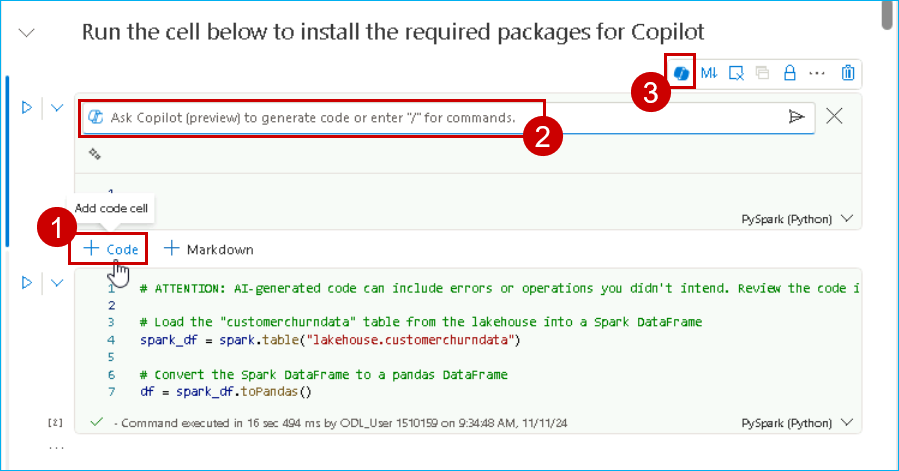 Run the cell below to install the required packages for Copilot
3
M↓
Ask Copilot (preview) to generate code or enter "/" for commands.
2
1
Add code cell
PySpark (Python)
1
+ Code + Markdown
1 # ATTENTION: AI-generated code can include errors or operations you didn't intend. Review the code i
2
3 # Load the "customerchurndata" table from the lakehouse into a Spark DataFrame
4 spark_df = spark.table("lakehouse.customerchurndata")
5
6 # Convert the Spark DataFrame to a pandas DataFrame
7 df = spark_df.toPandas()
[2] - Command executed in 16 sec 494 ms by ODL_User 1510159 on 9:34:48 AM, 11/11/24 PySpark (Python)
...